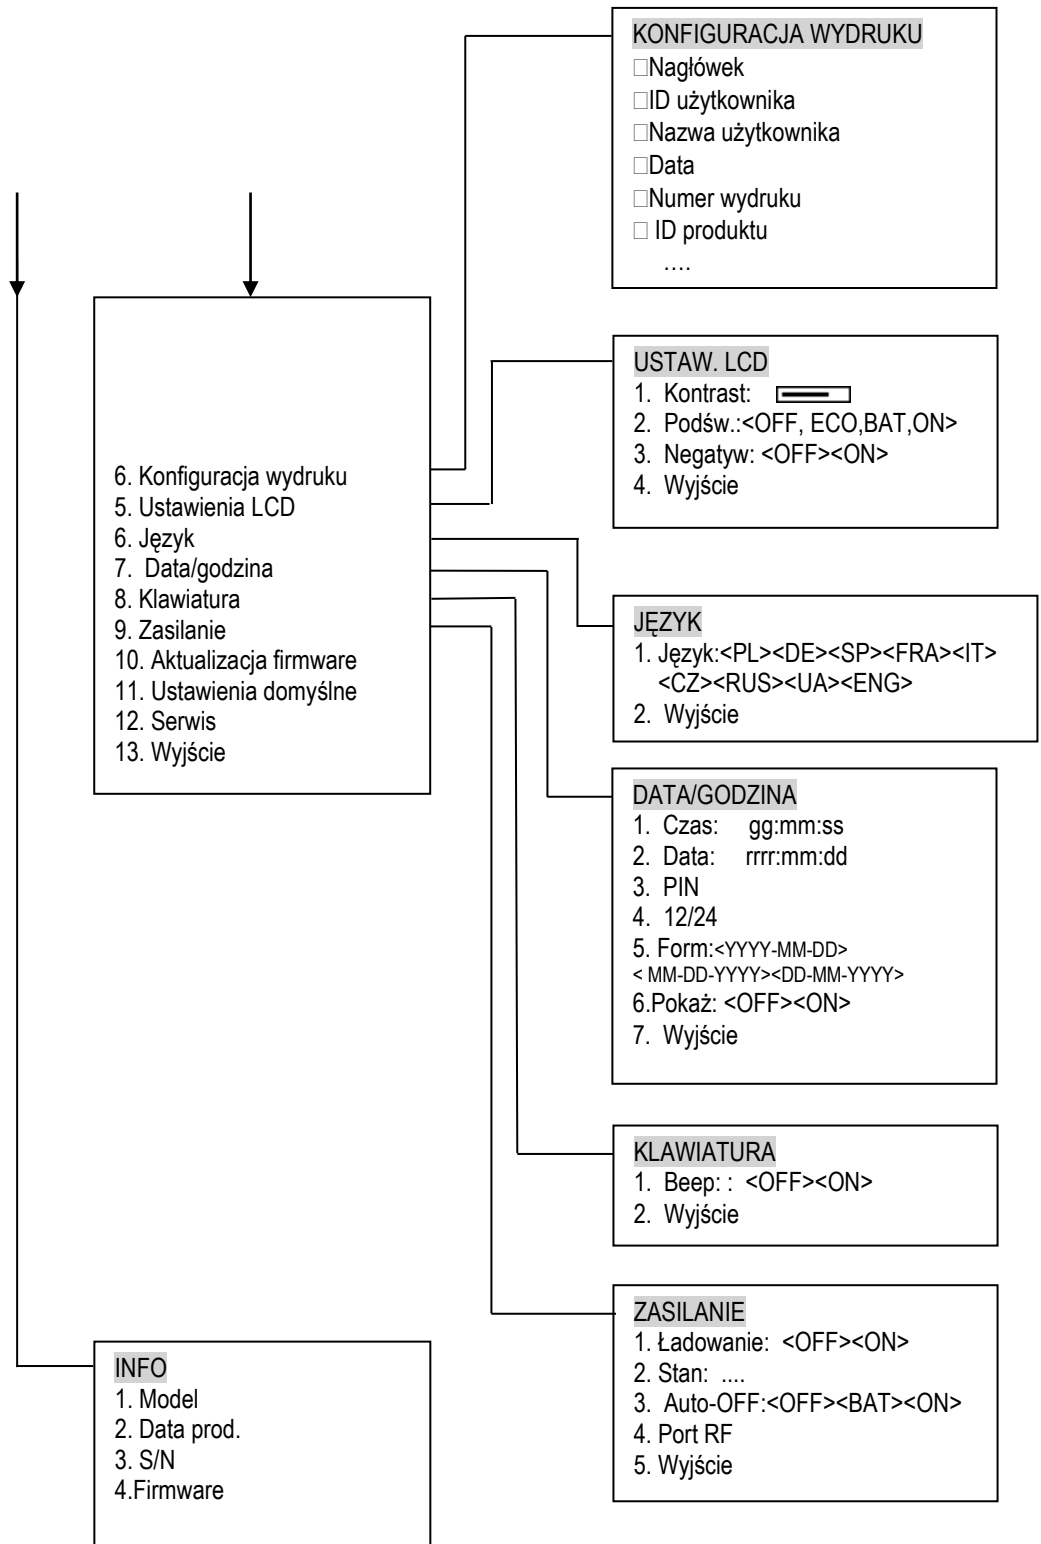 KONFIGURACJA WYDRUKU
□Nagłówek
□ID użytkownika
□Nazwa użytkownika
□Data
□Numer wydruku
□ ID produktu
….
6. Konfiguracja wydruku
5. Ustawienia LCD
6. Język
7. Data/godzina
8. Klawiatura
9. Zasilanie
10. Aktualizacja firmware
11. Ustawienia domyślne
12. Serwis
13. Wyjście
USTAW. LCD
1. Kontrast:
2. Podśw.:<OFF, ECO,BAT,ON>
3. Negatyw: <OFF><ON>
4. Wyjście
JĘZYK
1. Język:<PL><DE><SP><FRA><IT>
<CZ><RUS><UA><ENG>
2. Wyjście
DATA/GODZINA
1. Czas: gg:mm:ss
2. Data: rrrr:mm:dd
3. PIN
4. 12/24
5. Form:<YYYY-MM-DD>
< MM-DD-YYYY><DD-MM-YYYY>
6.Pokaż: <OFF><ON>
7. Wyjście
KLAWIATURA
1. Beep: : <OFF><ON>
2. Wyjście
ZASILANIE
1. Ładowanie: <OFF><ON>
2. Stan: ....
3. Auto-OFF:<OFF><BAT><ON>
4. Port RF
5. Wyjście
INFO
1. Model
2. Data prod.
3. S/N
4.Firmware